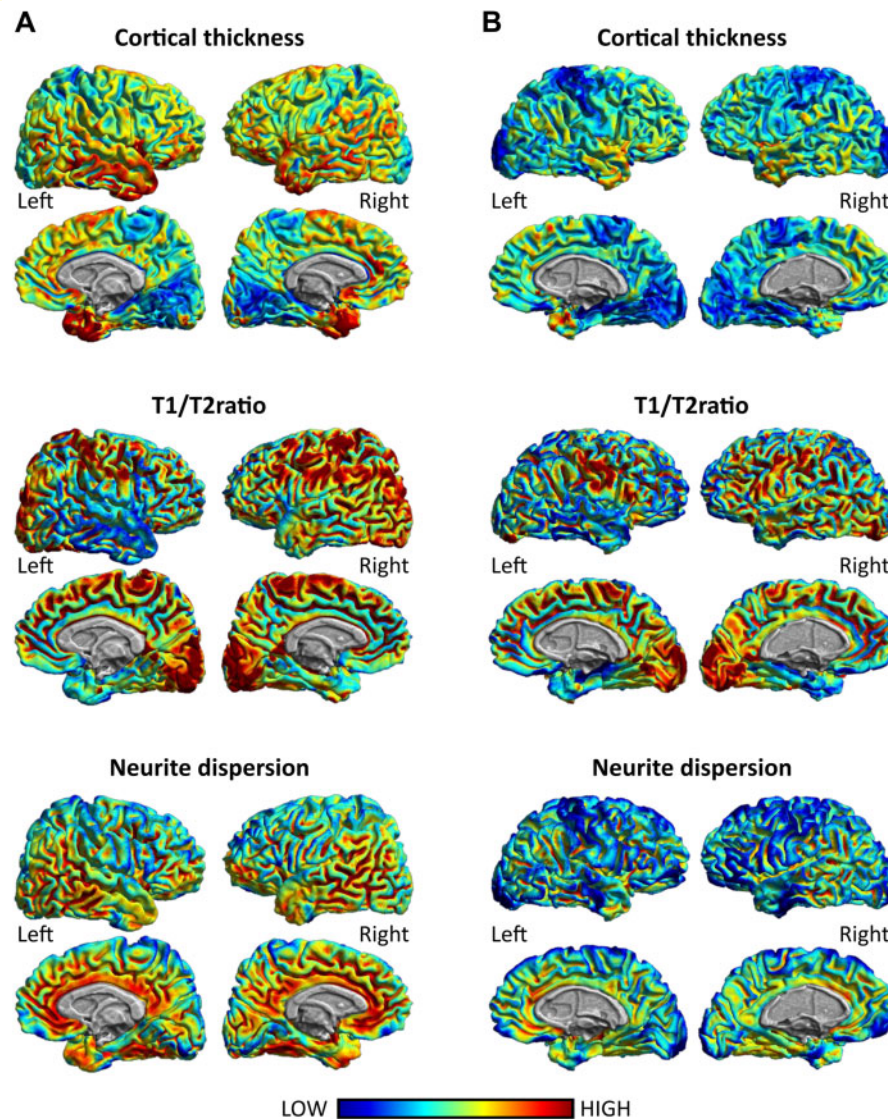 A
B
Cortical thickness
Cortical thickness
Left
Right
Left
Right
T1/T2ratio
T1/T2ratio
Left
Right
Left
Right
Neurite dispersion
Neurite dispersion
Left
Right
Left
Right
LOW
HIGH